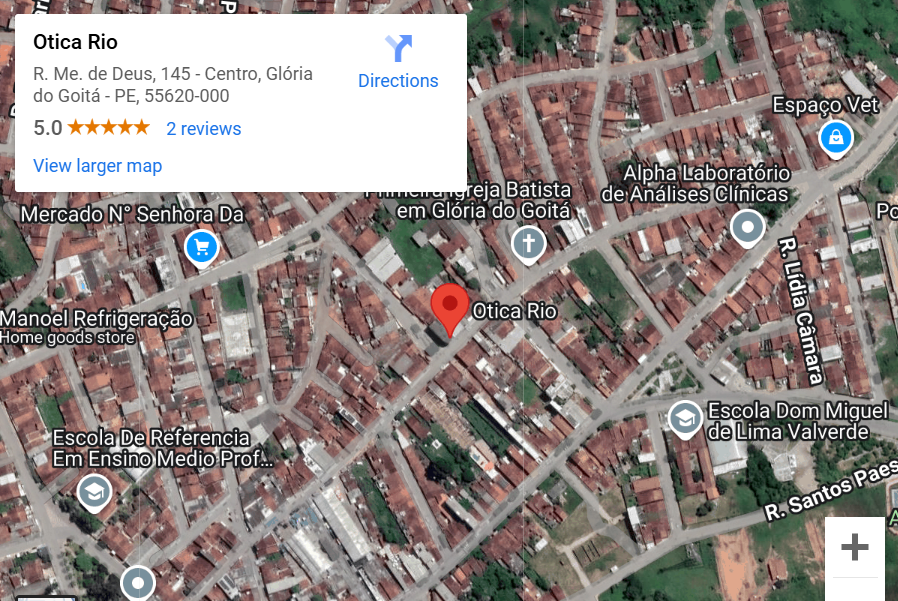 Otica Rio
Directions
R. Me. de Deus, 145 - Centro, Glória
do Goitá - PE, 55620-000
5.0
2 reviews
View larger map
Espaço Vet
Alpha Laboratório
de Análises Clínicas
Igreja Batista
em Glória do Goitá
Mercado N° Senhora Da
R. Lídia Câmara
Manoel Refrigeração
Home goods store
Otica Rio
Escola Dom Miguel
de Lima Valverde
Escola De Referencia
Em Ensino Medio Prof...
R. Santos Paes
+